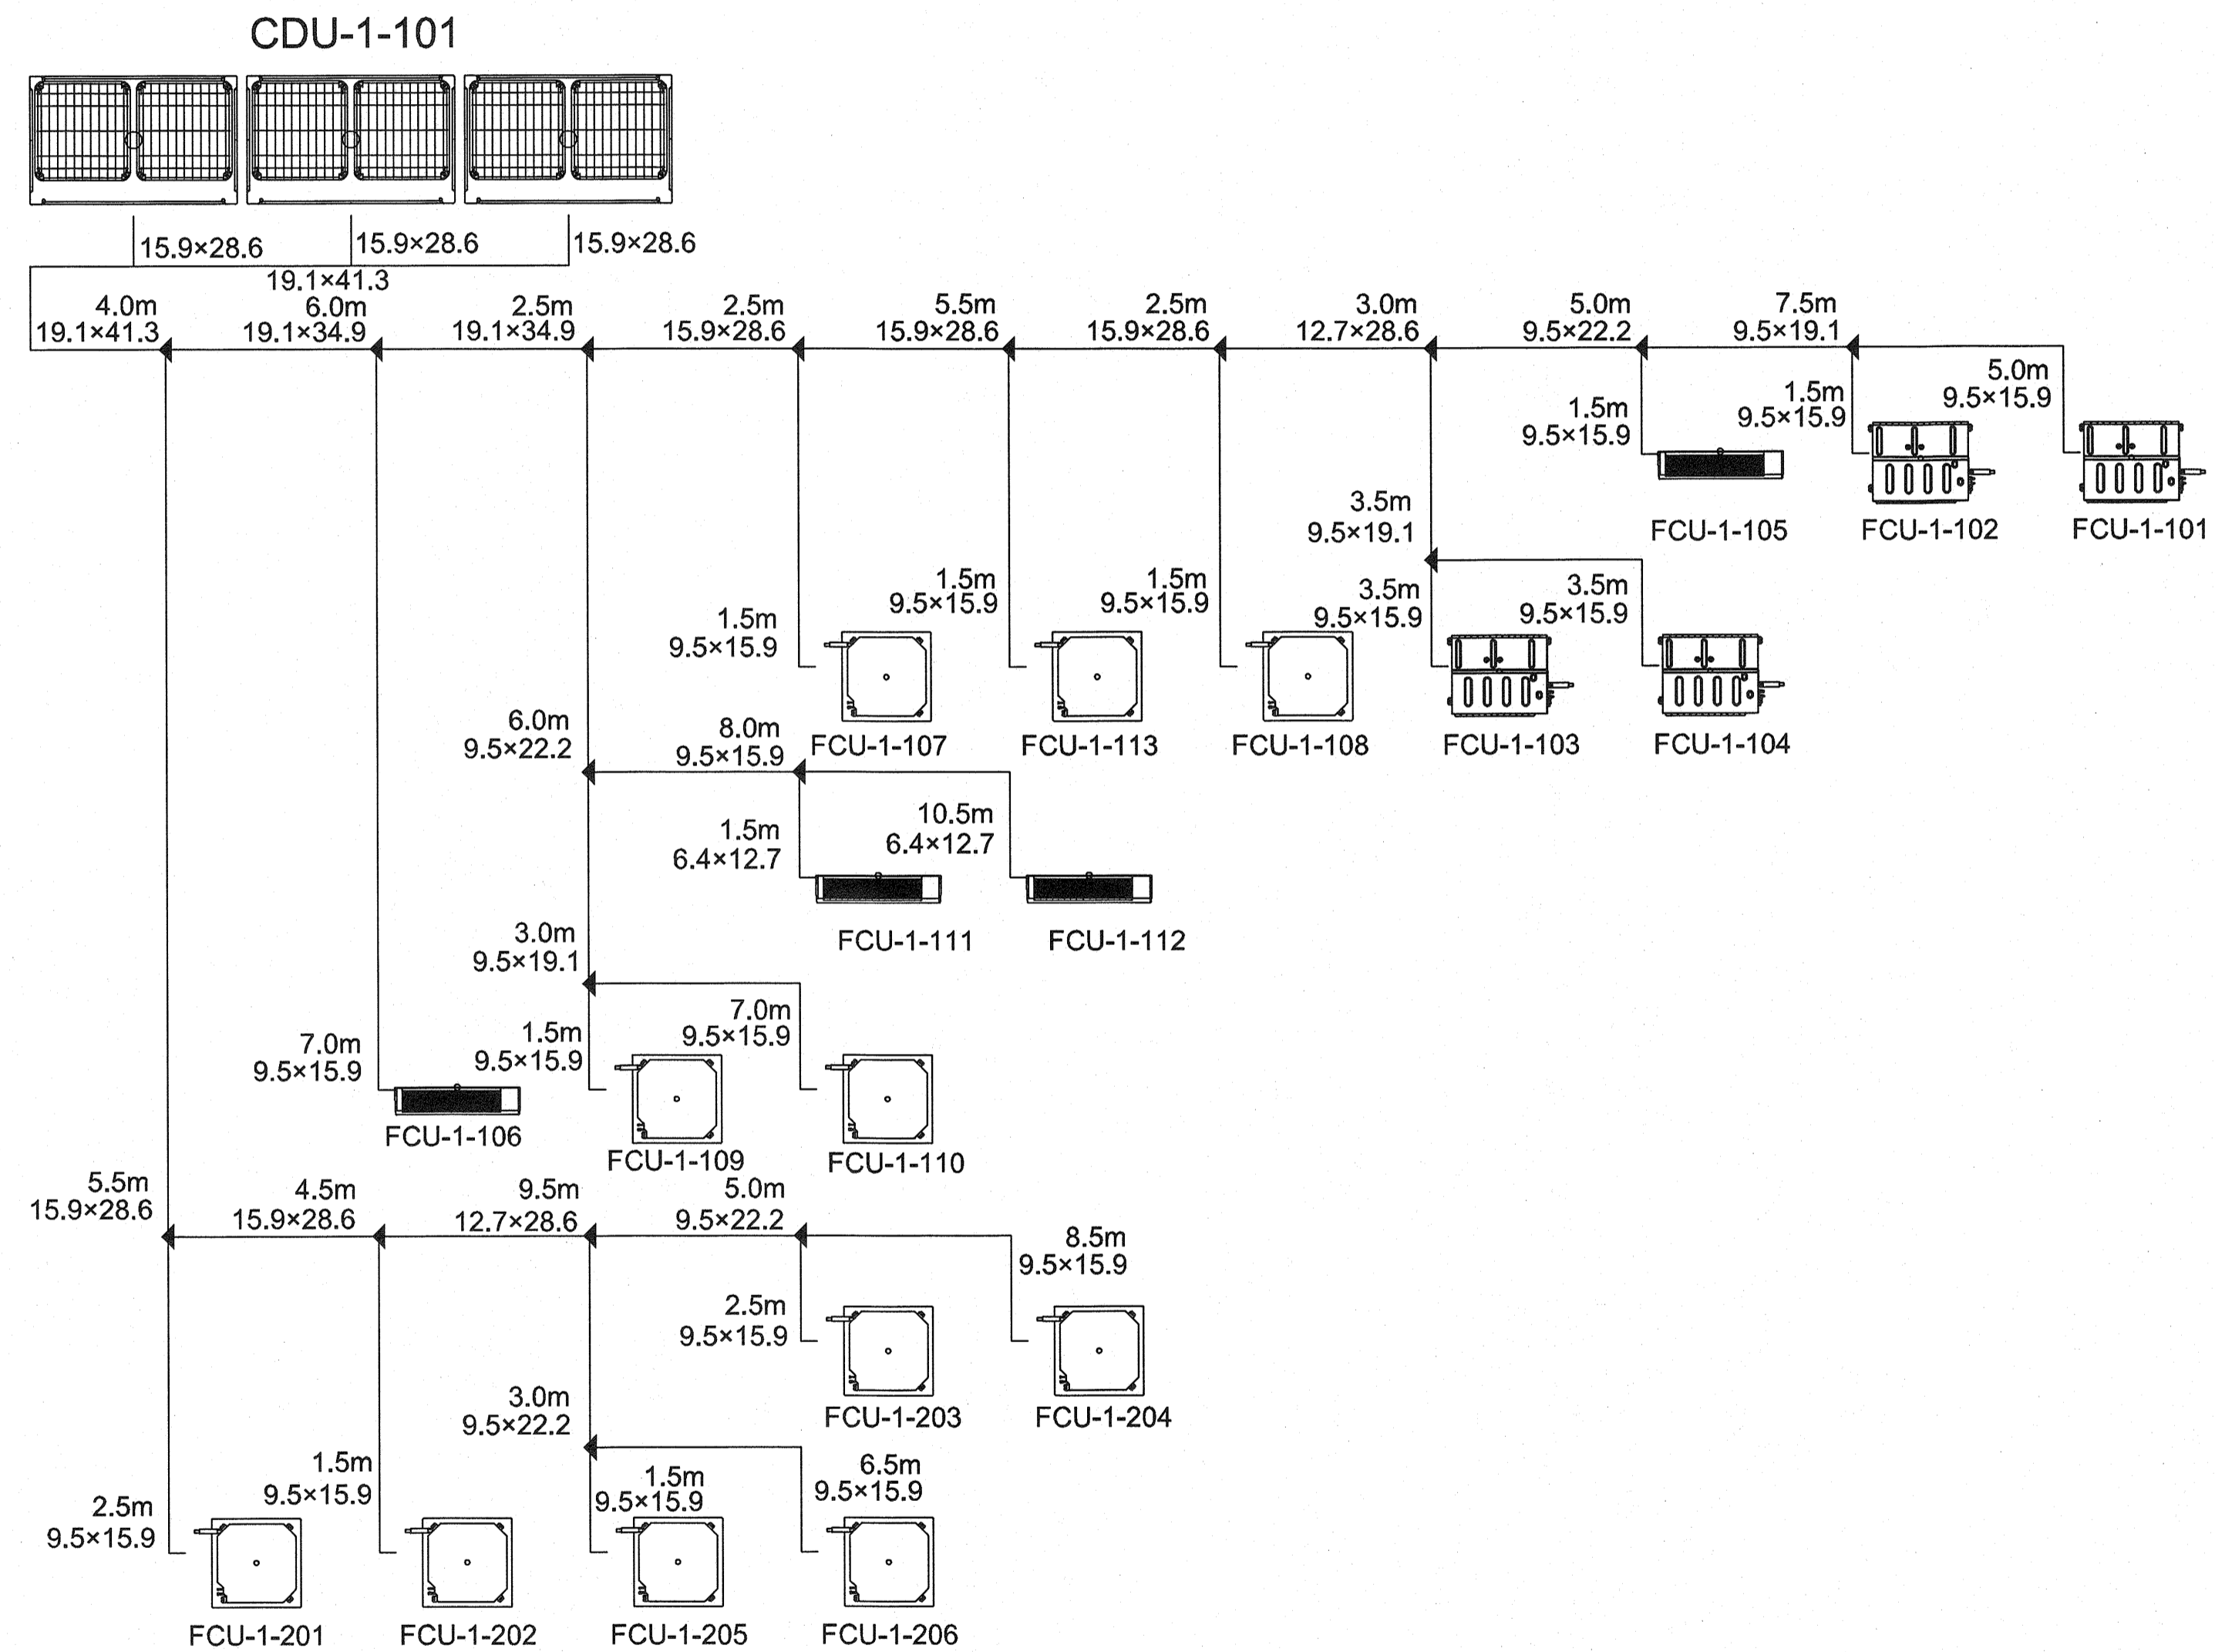 CDU-1-101
15.9×28.6
15.9×28.6
15.9×28.6
19.1×41.3
4.0m
19.1×41.3
6.0m
19.1×34.9
2.5m
19.1×34.9
2.5m
15.9×28.6
5.5m
15.9×28.6
2.5m
15.9×28.6
3.0m
12.7×28.6
5.0m
9.5×22.2
7.5m
9.5×19.1
5.0m
9.5×15.9
1.5m
9.5×15.9
1.5m
9.5×15.9
FCU-1-105
FCU-1-102
FCU-1-101
3.5m
9.5×19.1
1.5m
9.5×15.9
1.5m
9.5×15.9
1.5m
9.5×15.9
3.5m
9.5×15.9
3.5m
9.5×15.9
FCU-1-107
FCU-1-113
FCU-1-108
FCU-1-103
FCU-1-104
6.0m
9.5×22.2
8.0m
9.5×15.9
1.5m
6.4×12.7
10.5m
6.4×12.7
FCU-1-111
FCU-1-112
3.0m
9.5×19.1
7.0m
9.5×15.9
1.5m
9.5×15.9
7.0m
9.5×15.9
FCU-1-106
FCU-1-109
FCU-1-110
5.5m
15.9×28.6
4.5m
15.9×28.6
9.5m
12.7×28.6
5.0m
9.5×22.2
8.5m
9.5×15.9
2.5m
9.5×15.9
FCU-1-203
FCU-1-204
3.0m
9.5×22.2
2.5m
9.5×15.9
1.5m
9.5×15.9
1.5m
9.5×15.9
6.5m
9.5×15.9
FCU-1-201
FCU-1-202
FCU-1-205
FCU-1-206